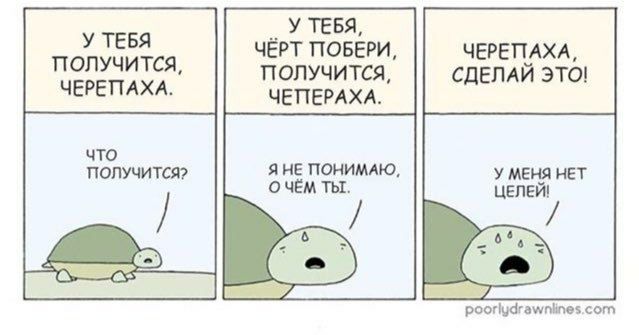 У ТЕБЯ
ПОЛУЧИТСЯ,
ЧЕРЕПАХА.
ЧТО
ПОЛУЧИТСЯ?
У ТЕБЯ,
ЧЁРТ ПОБЕРИ,
ПОЛУЧИТСЯ,
ЧЕПЕРАХА.
Я НЕ ПОНИМАЮ,
О ЧЁМ ТЫ.
ЧЕРЕПАХА,
СДЕЛАЙ ЭТО!
У МЕНЯ НЕТ
ЦЕЛЕЙ!
poorlydrawnlines.com